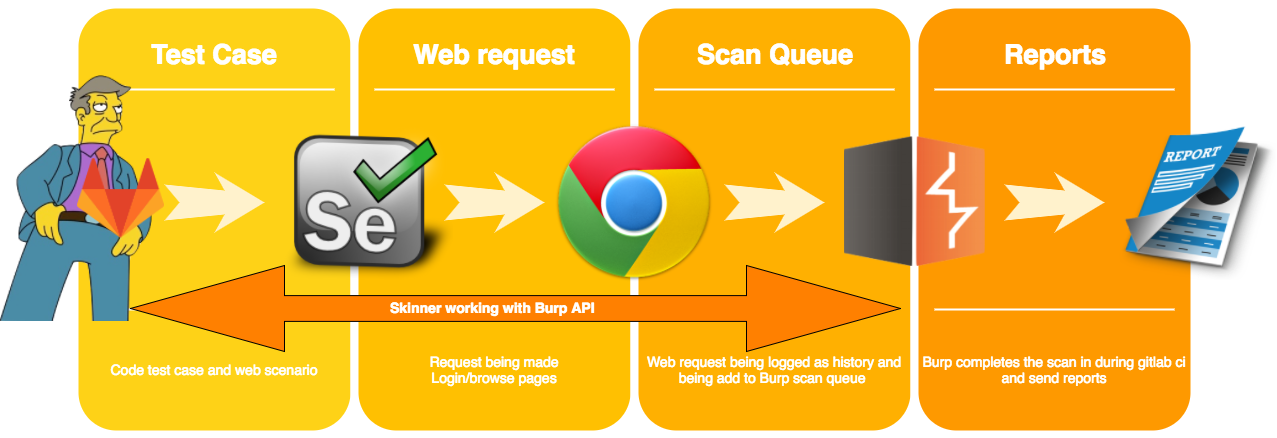 Test Case
Web request
Scan Queue
Reports
Se
REPORT
Skinner working with Burp API
Code test case and web scenario
Request being made
Login/browse pages
Web request being logged as history and
being add to Burp scan queue
Burp completes the scan in during gitlab ci
and send reports